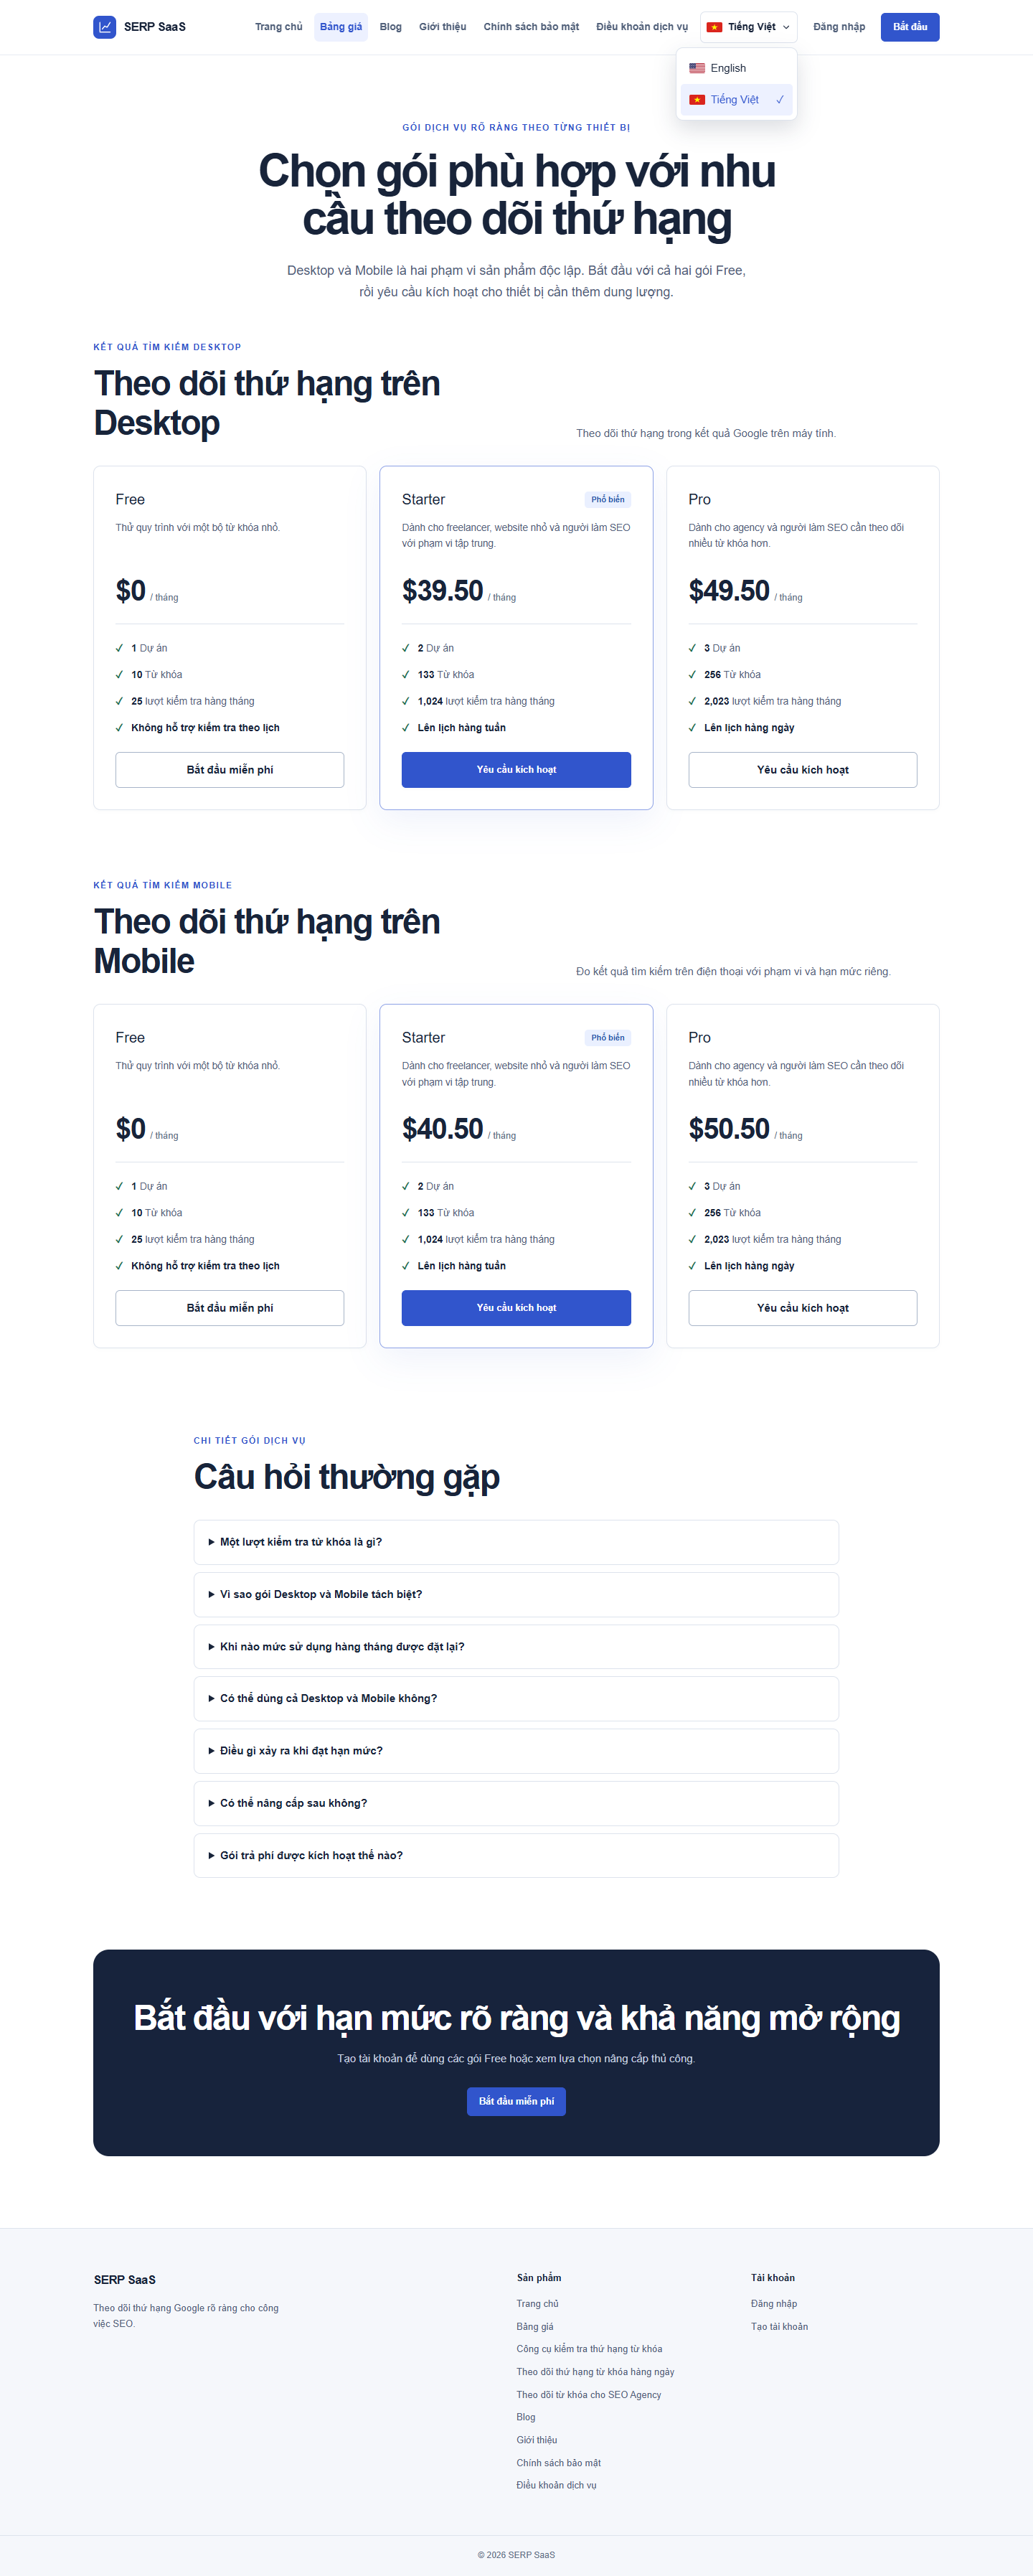 SERP SaaS
Trang chủ
Bảng giá
Blog
Giới thiệu
Chính sách bảo mật
Điều khoản dịch vụ
Tiếng Việt
Đăng nhập
Bắt đầu
English
Tiếng Việt
GÓI DỊCH VỤ RÕ RÀNG THEO TỪNG THIẾT BỊ
Chọn gói phù hợp với nhu
cầu theo dõi thứ hạng
Desktop và Mobile là hai phạm vi sản phẩm độc lập. Bắt đầu với cả hai gói Free,
rồi yêu cầu kích hoạt cho thiết bị cần thêm dung lượng.
KẾT QUẢ TÌM KIẾM DESKTOP
Theo dõi thứ hạng trên
Desktop
Theo dõi thứ hạng trong kết quả Google trên máy tính.
Free
Thử quy trình với một bộ từ khóa nhỏ.
$0 / tháng
✓ 1 Dự án
✓ 10 Từ khóa
✓ 25 lượt kiểm tra hàng tháng
✓ Không hỗ trợ kiểm tra theo lịch
Bắt đầu miễn phí
Starter
Phổ biến
Dành cho freelancer, website nhỏ và người làm SEO
với phạm vi tập trung.
$39.50 / tháng
✓ 2 Dự án
✓ 133 Từ khóa
✓ 1,024 lượt kiểm tra hàng tháng
✓ Lên lịch hàng tuần
Yêu cầu kích hoạt
Pro
Dành cho agency và người làm SEO cần theo dõi
nhiều từ khóa hơn.
$49.50 / tháng
✓ 3 Dự án
✓ 256 Từ khóa
✓ 2,023 lượt kiểm tra hàng tháng
✓ Lên lịch hàng ngày
Yêu cầu kích hoạt
KẾT QUẢ TÌM KIẾM MOBILE
Theo dõi thứ hạng trên
Mobile
Đo kết quả tìm kiếm trên điện thoại với phạm vi và hạn mức riêng.
Free
Thử quy trình với một bộ từ khóa nhỏ.
$0 / tháng
✓ 1 Dự án
✓ 10 Từ khóa
✓ 25 lượt kiểm tra hàng tháng
✓ Không hỗ trợ kiểm tra theo lịch
Bắt đầu miễn phí
Starter
Phổ biến
Dành cho freelancer, website nhỏ và người làm SEO
với phạm vi tập trung.
$40.50 / tháng
✓ 2 Dự án
✓ 133 Từ khóa
✓ 1,024 lượt kiểm tra hàng tháng
✓ Lên lịch hàng tuần
Yêu cầu kích hoạt
Pro
Dành cho agency và người làm SEO cần theo dõi
nhiều từ khóa hơn.
$50.50 / tháng
✓ 3 Dự án
✓ 256 Từ khóa
✓ 2,023 lượt kiểm tra hàng tháng
✓ Lên lịch hàng ngày
Yêu cầu kích hoạt
CHI TIẾT GÓI DỊCH VỤ
Câu hỏi thường gặp
Một lượt kiểm tra từ khóa là gì?
Vì sao gói Desktop và Mobile tách biệt?
Khi nào mức sử dụng hàng tháng được đặt lại?
Có thể dùng cả Desktop và Mobile không?
Điều gì xảy ra khi đạt hạn mức?
Có thể nâng cấp sau không?
Gói trả phí được kích hoạt thế nào?
Bắt đầu với hạn mức rõ ràng và khả năng mở rộng
Tạo tài khoản để dùng các gói Free hoặc xem lựa chọn nâng cấp thủ công.
Bắt đầu miễn phí
SERP SaaS
Theo dõi thứ hạng Google rõ ràng cho công
việc SEO.
Sản phẩm
Trang chủ
Bảng giá
Công cụ kiểm tra thứ hạng từ khóa
Theo dõi thứ hạng từ khóa hàng ngày
Theo dõi từ khóa cho SEO Agency
Blog
Giới thiệu
Chính sách bảo mật
Điều khoản dịch vụ
Tài khoản
Đăng nhập
Tạo tài khoản
© 2026 SERP SaaS